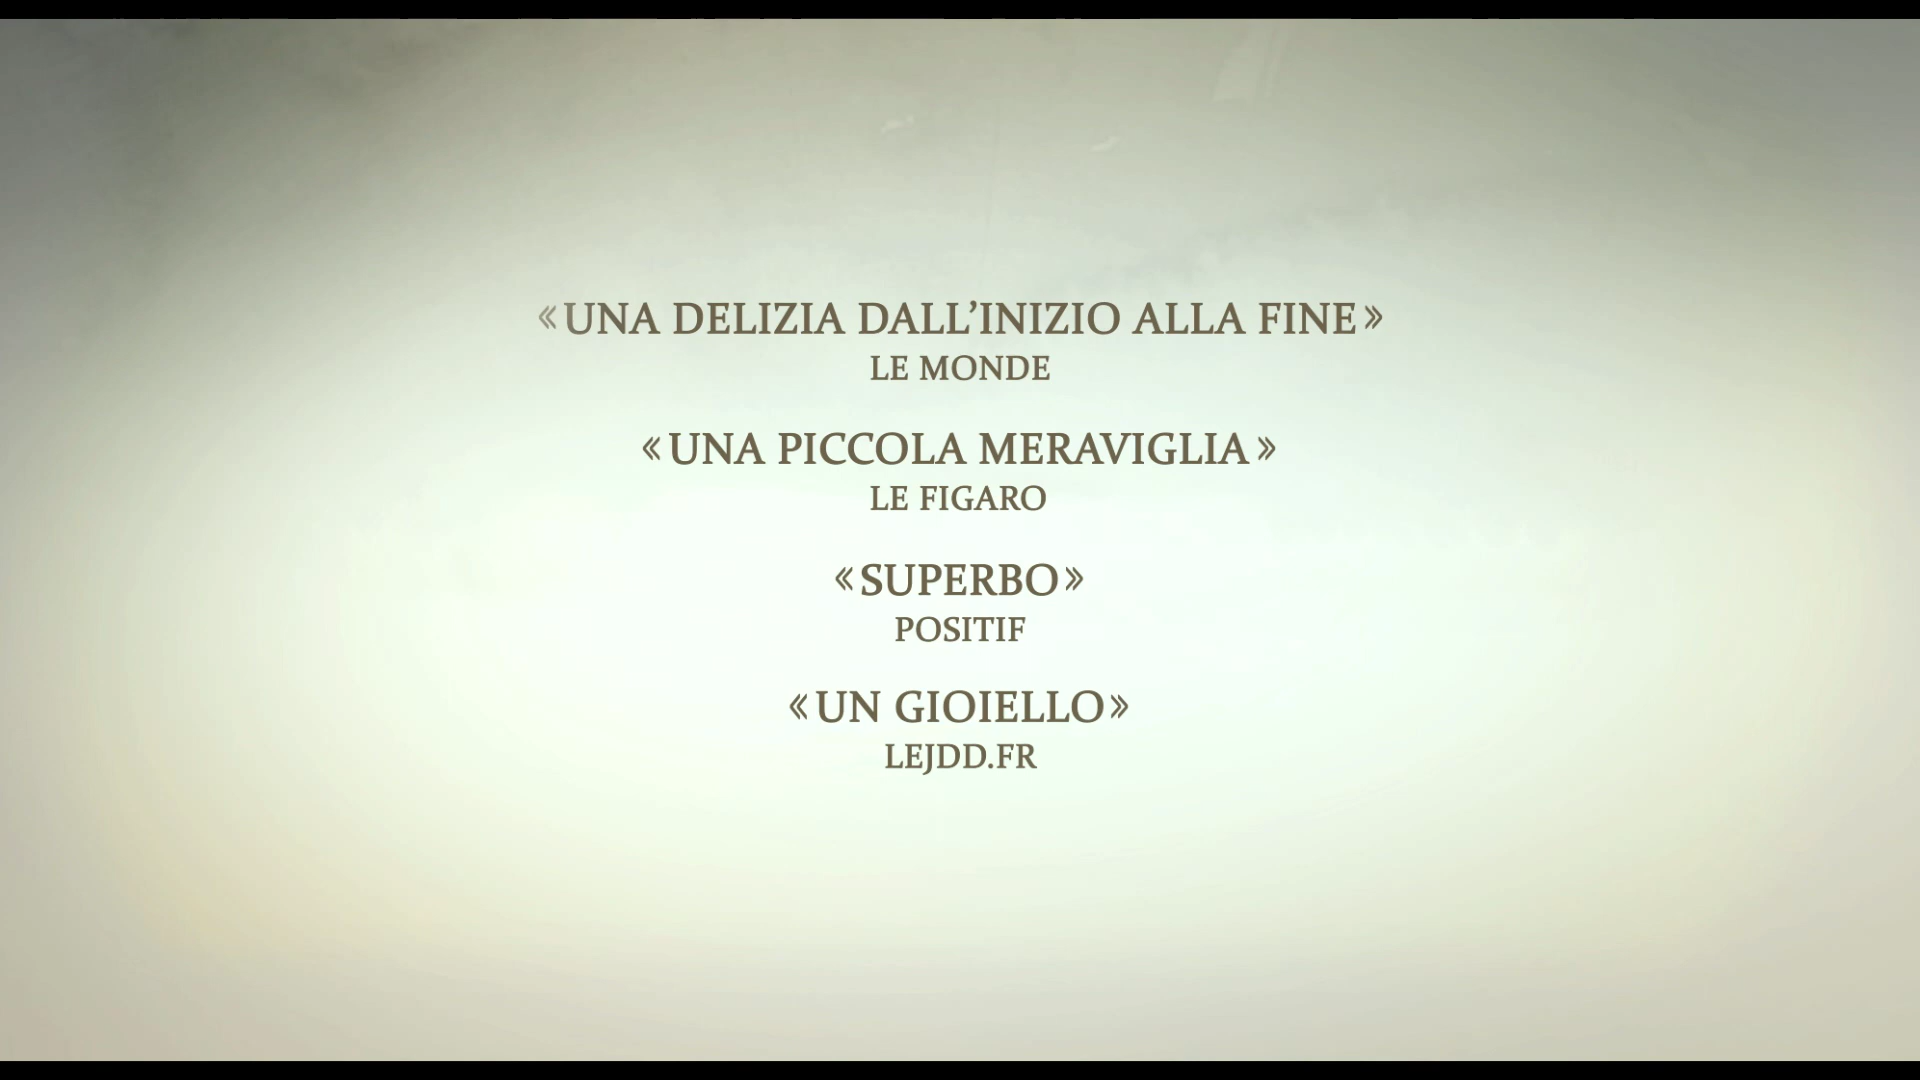 «UNA DELIZIA DALL’INIZIO ALLA FINE»
LE MONDE
«UNA PICCOLA MERAVIGLIA»
LE FIGARO
«SUPERBO»
POSITIF
«UN GIOIELLO»
LEJDD.FR